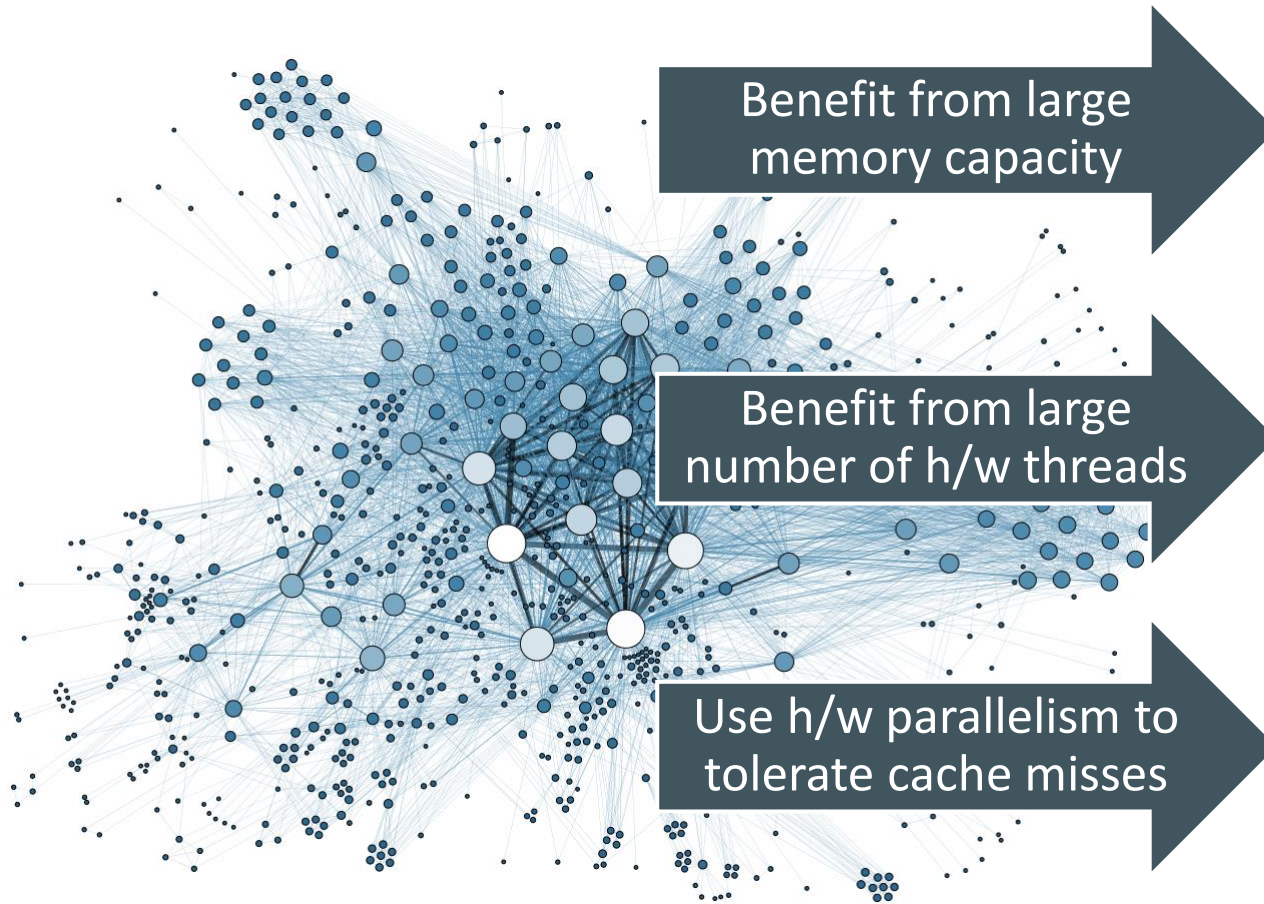 Benefit from large
memory capacity
Benefit from large
number of h/w threads
Use h/w parallelism to
tolerate cache misses